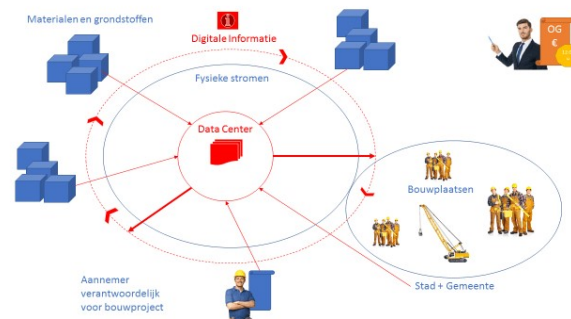 Materialen en grondstoffen
Digitale Informatie
OG
€
Fysieke stromen
Data Center
Bouwplaatsen
Aannemer
verantwoordelijk
voor bouwproject
Stad + Gemeente